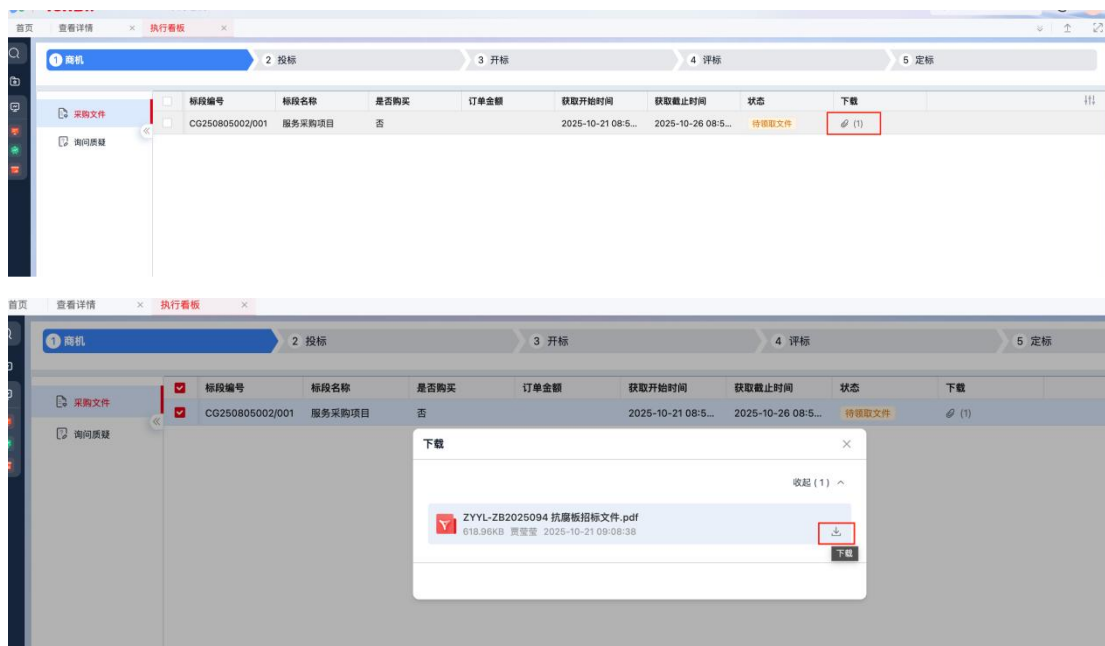 首页 查看详情 × 执行看板 ×
1 商机 2 投标 3 开标 4 评标 5 定标
标段编号 标段名称 是否购买 订单金额 获取开始时间 获取截止时间 状态 下载
采购文件
CG250805002/001 服务采购项目 否 2025-10-21 08:5... 2025-10-26 08:5... 待领取文件 (1)
询问质疑
首页 查看详情 × 执行看板 ×
1 商机 2 投标 3 开标 4 评标 5 定标
标段编号 标段名称 是否购买 订单金额 获取开始时间 获取截止时间 状态 下载
采购文件
CG250805002/001 服务采购项目 否 2025-10-21 08:5... 2025-10-26 08:5... 待领取文件 (1)
询问质疑
下载 ×
收起 (1)
ZYYL-ZB2025094 抗腐板招标文件.pdf
618.96KB 贾莹莹 2025-10-21 09:08:38
下载